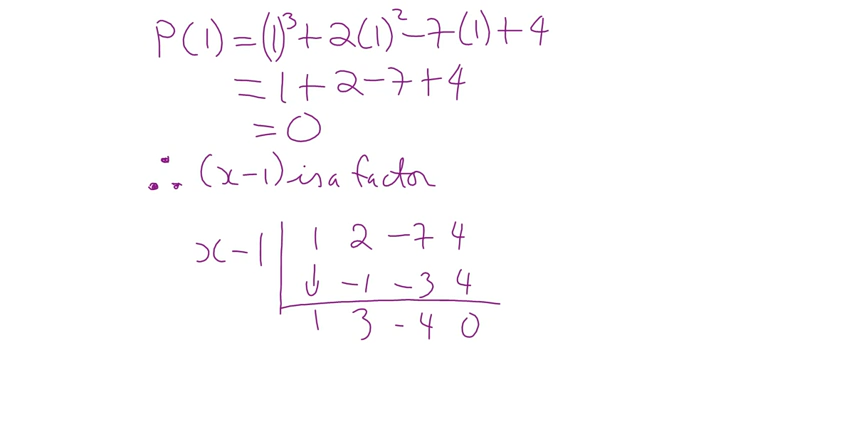 P(1) = (1)³ + 2(1)² - 7(1) + 4
= 1 + 2 - 7 + 4
= 0
∴ (x-1) is a factor
x - 1 | 1 2 -7 4
↓ -1 -3 4
1 3 -4 0